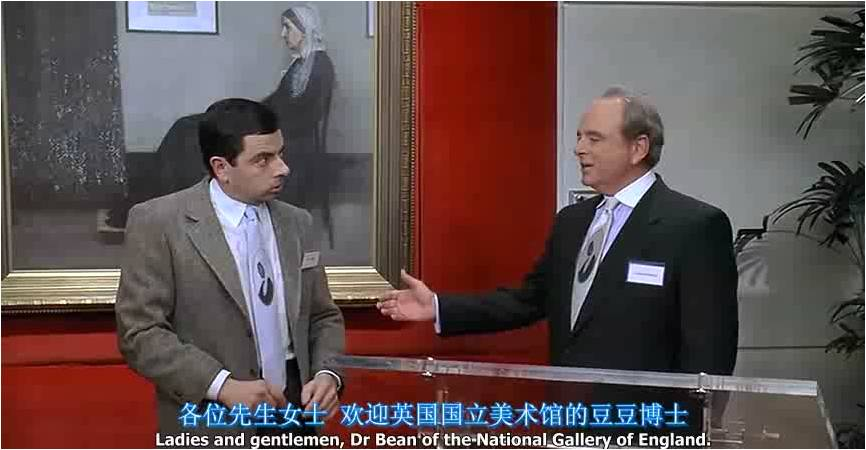 各位先生女士 欢迎英国国立美术馆的豆豆博士
Ladies and gentlemen, Dr Bean of the National Gallery of England.